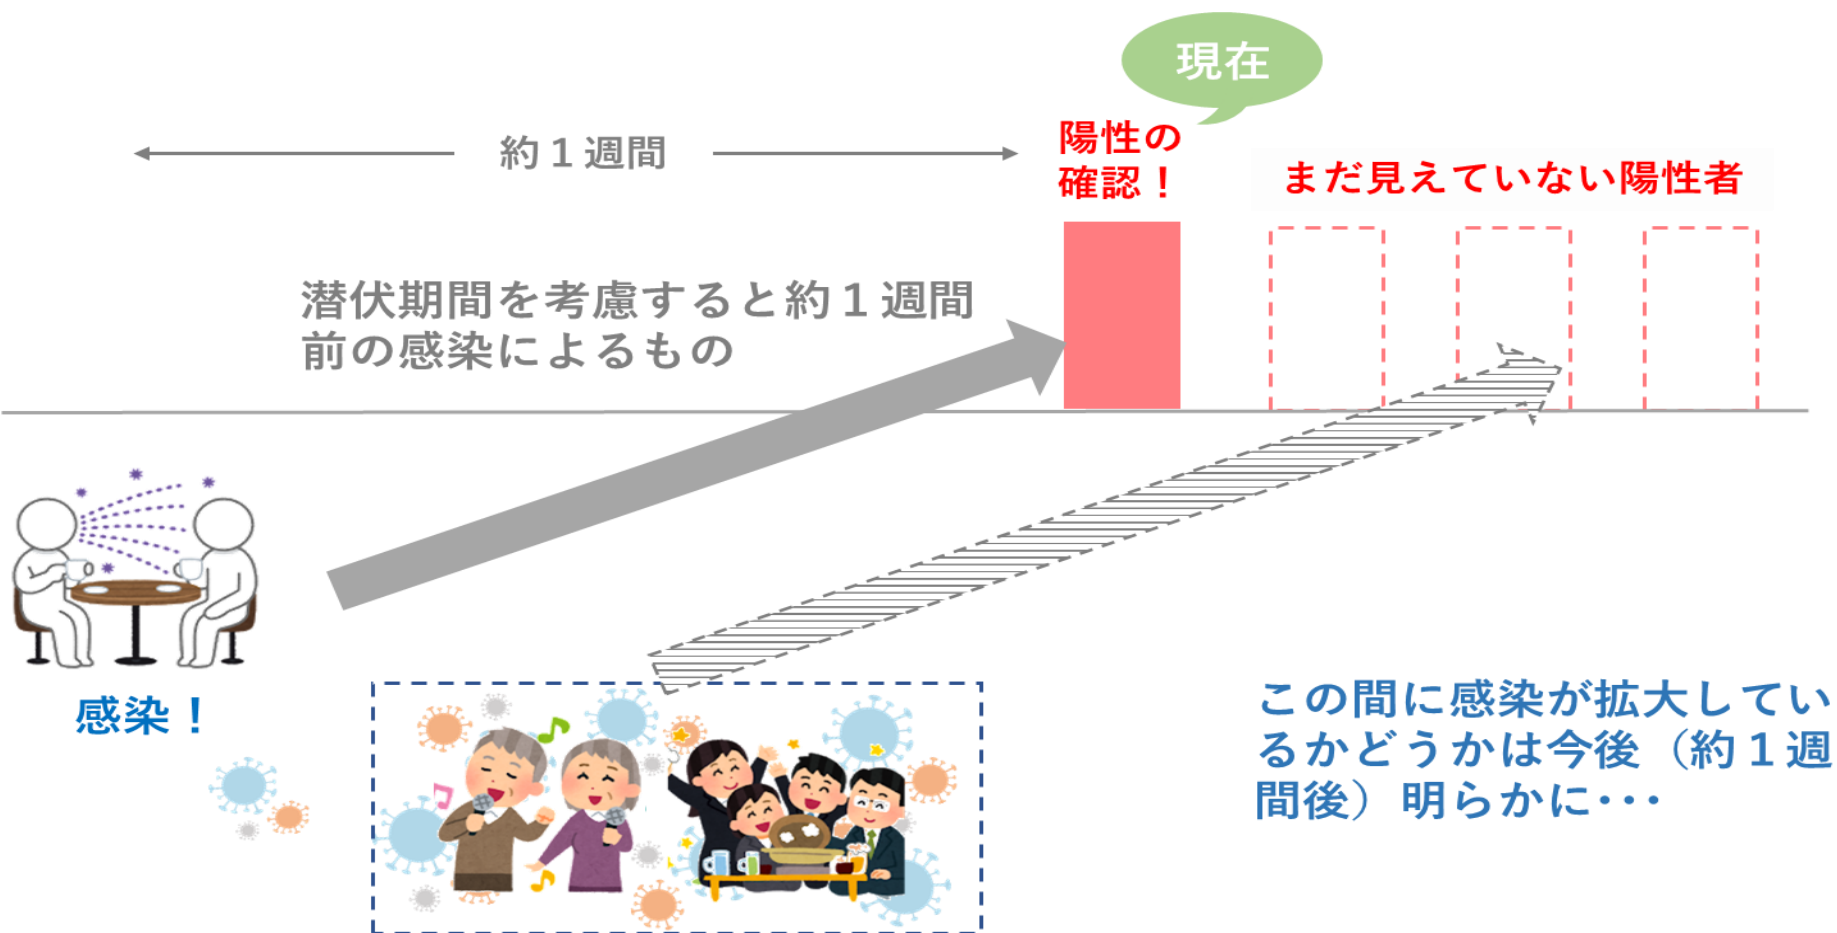 現在
約１週間
陽性の
確認！
まだ見えていない陽性者
潜伏期間を考慮すると約１週間
前の感染によるもの
感染！
この間に感染が拡大してい
るかどうかは今後（約１週
間後）明らかに･･･